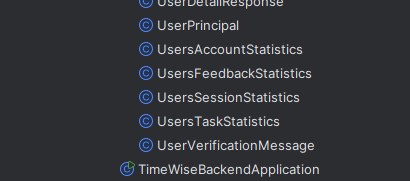 UserDetailResponse
UserPrincipal
UsersAccountStatistics
UsersFeedbackStatistics
UsersSessionStatistics
UsersTaskStatistics
UserVerificationMessage
TimeWiseBackendApplication